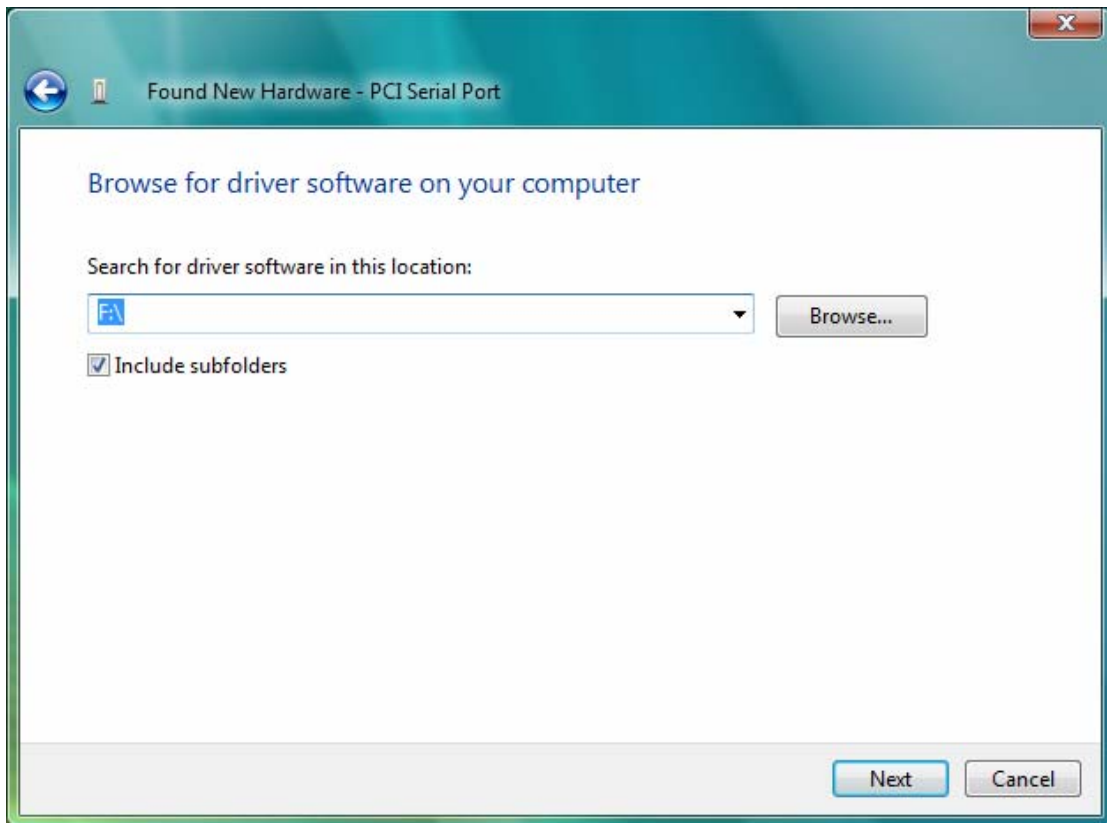 Found New Hardware - PCI Serial Port
Browse for driver software on your computer
Search for driver software in this location:
F:\
Browse...
Include subfolders
Next
Cancel